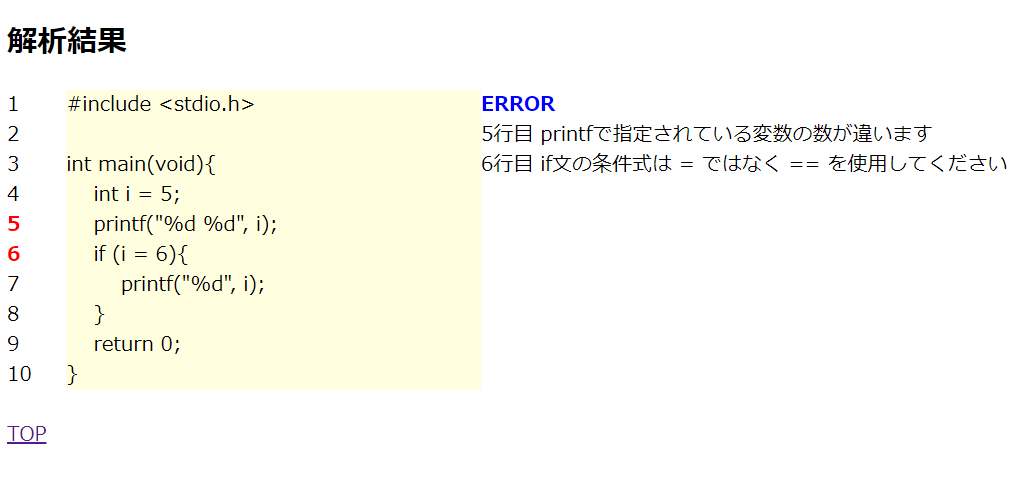 解析結果
1 #include <stdio.h> ERROR
2 5行目 printfで指定されている変数の数が違います
3 int main(void){ 6行目 if文の条件式は = ではなく == を使用してください
4 int i = 5;
5 printf("%d %d", i);
6 if (i = 6){
7 printf("%d", i);
8 }
9 return 0;
10 }
TOP